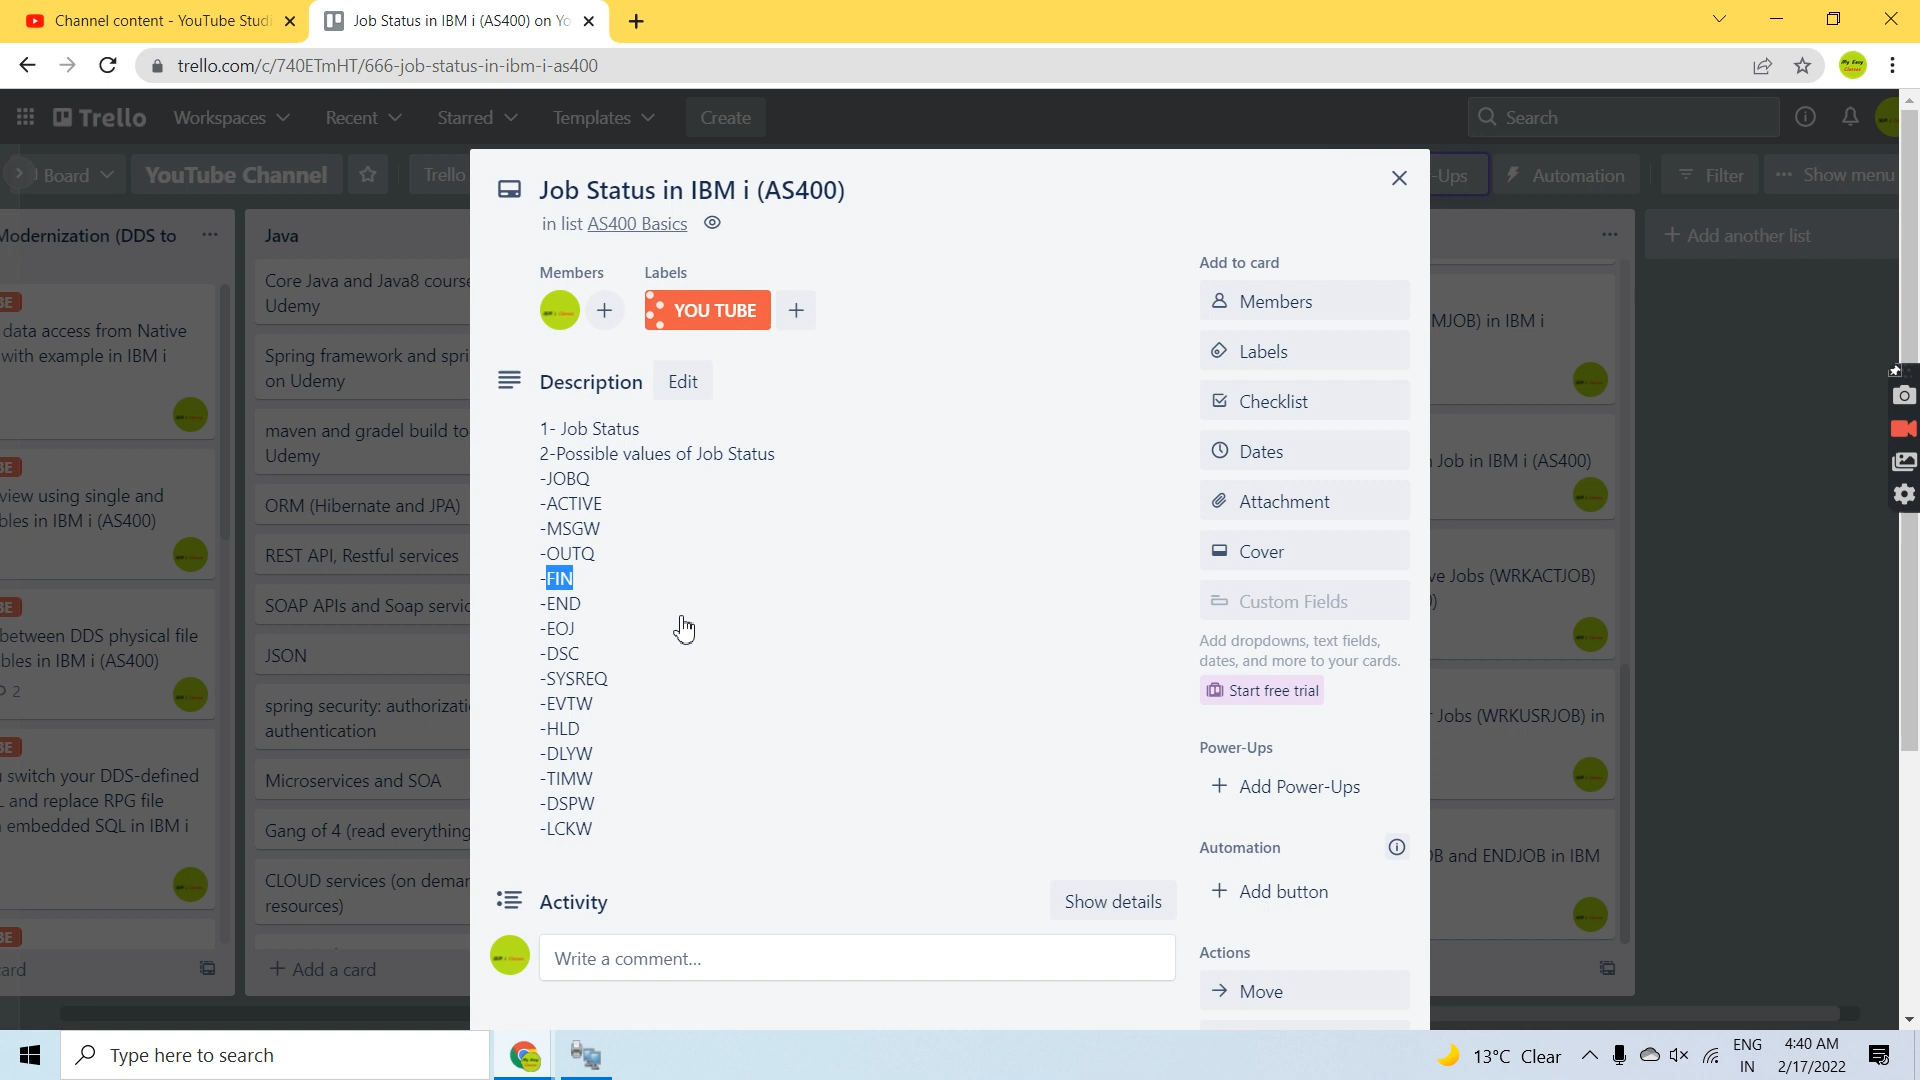 Channel content - YouTube Studi
Job Status in IBM i (AS400) on Yo
trello.com/c/740ETmHT/666-job-status-in-ibm-i-as400
Trello
Workspaces
Recent
Starred
Templates
Create
Search
Board
YouTube Channel
Trello
-Ups
Automation
Filter
Show menu
Modernization (DDS to
BE
data access from Native
with example in IBM i
BE
view using single and
bles in IBM i (AS400)
BE
between DDS physical file
bles in IBM i (AS400)
2
BE
switch your DDS-defined
L and replace RPG file
embedded SQL in IBM i
BE
card
Java
Core Java and Java8 course
Udemy
Spring framework and spri
on Udemy
maven and gradel build to
Udemy
ORM (Hibernate and JPA)
REST API, Restful services
SOAP APIs and Soap servic
JSON
spring security: authorizati
authentication
Microservices and SOA
Gang of 4 (read everything
CLOUD services (on deman
resources)
+ Add a card
Job Status in IBM i (AS400)
in list AS400 Basics
Members
Labels
YOU TUBE
Description
Edit
1- Job Status
2-Possible values of Job Status
-JOBQ
-ACTIVE
-MSGW
-OUTQ
-FIN
-END
-EOJ
-DSC
-SYSREQ
-EVTW
-HLD
-DLYW
-TIMW
-DSPW
-LCKW
Activity
Show details
Write a comment...
Add to card
Members
Labels
Checklist
Dates
Attachment
Cover
Custom Fields
Add dropdowns, text fields,
dates, and more to your cards.
Start free trial
Power-Ups
+ Add Power-Ups
Automation
+ Add button
Actions
Move
MJOB) in IBM i
Job in IBM i (AS400)
ve Jobs (WRKACTJOB)
Jobs (WRKUSRJOB) in
B and ENDJOB in IBM
+ Add another list
Type here to search
13°C Clear
ENG
IN
4:40 AM
2/17/2022